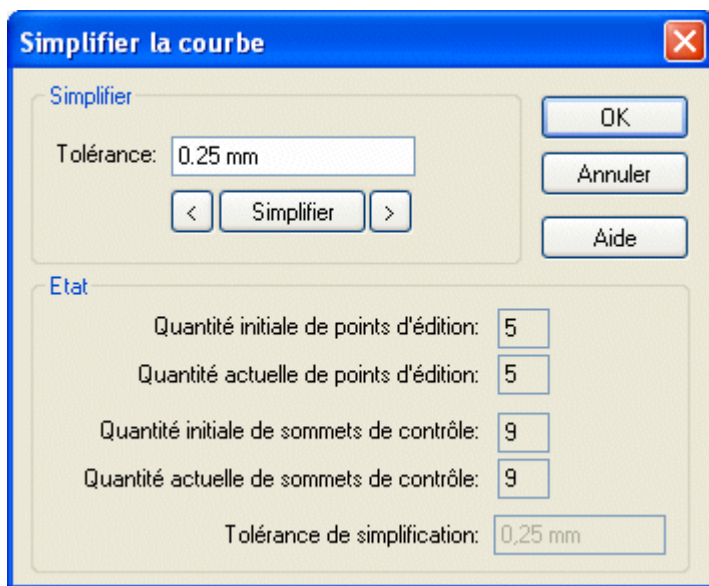 Simplifier la courbe
Simplifier
Tolérance: 0.25 mm
< Simplifier >
OK
Annuler
Aide
Etat
Quantité initiale de points d'édition: 5
Quantité actuelle de points d'édition: 5
Quantité initiale de sommets de contrôle: 9
Quantité actuelle de sommets de contrôle: 9
Tolérance de simplification: 0,25 mm